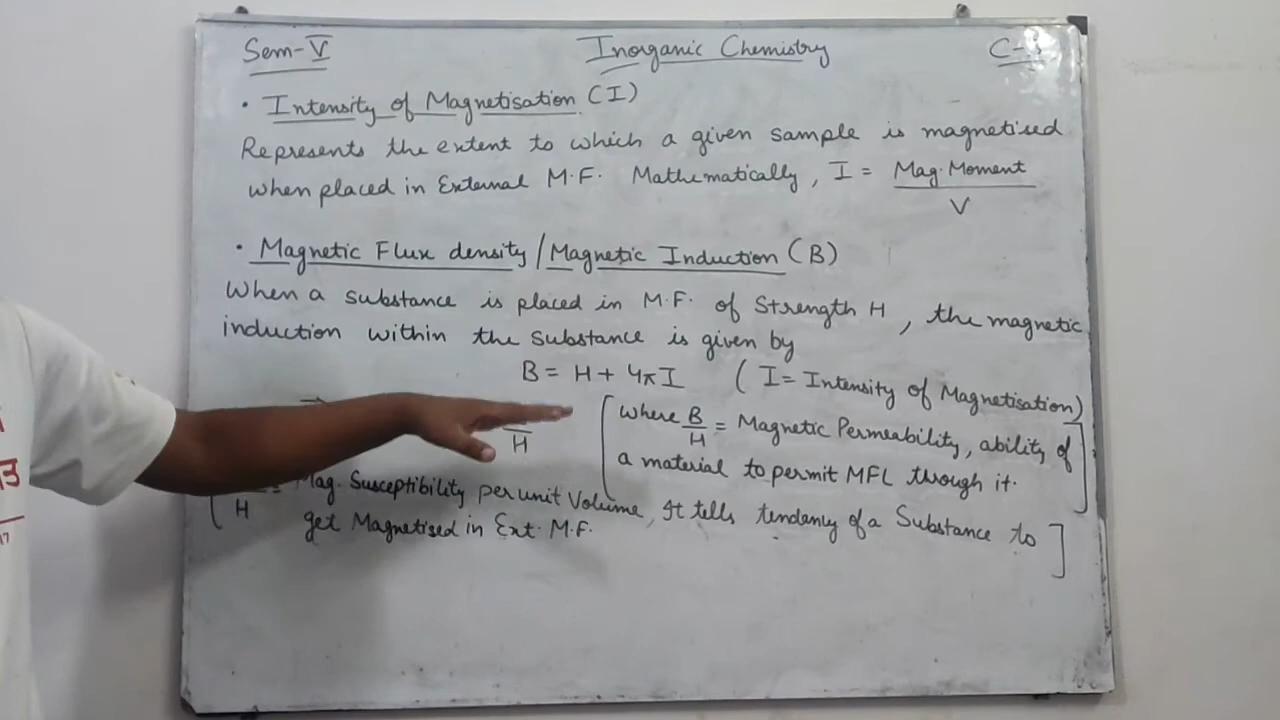 Sem-V Inorganic Chemistry
• Intensity of Magnetisation (I)
Represents the extent to which a given sample is magnetised
when placed in External M.F. Mathematically, I = Mag. Moment
V
• Magnetic Flux density / Magnetic Induction (B)
When a substance is placed in M.F. of Strength H, the magnetic
induction within the substance is given by
B = H + 4πI ( I = Intensity of Magnetisation)
H [where B/H = Magnetic Permeability, ability of
a material to permit MFL through it.]
H = Mag. Susceptibility per unit Volume, It tells tendancy of a Substance to
get Magnetised in Ext. M.F. ]